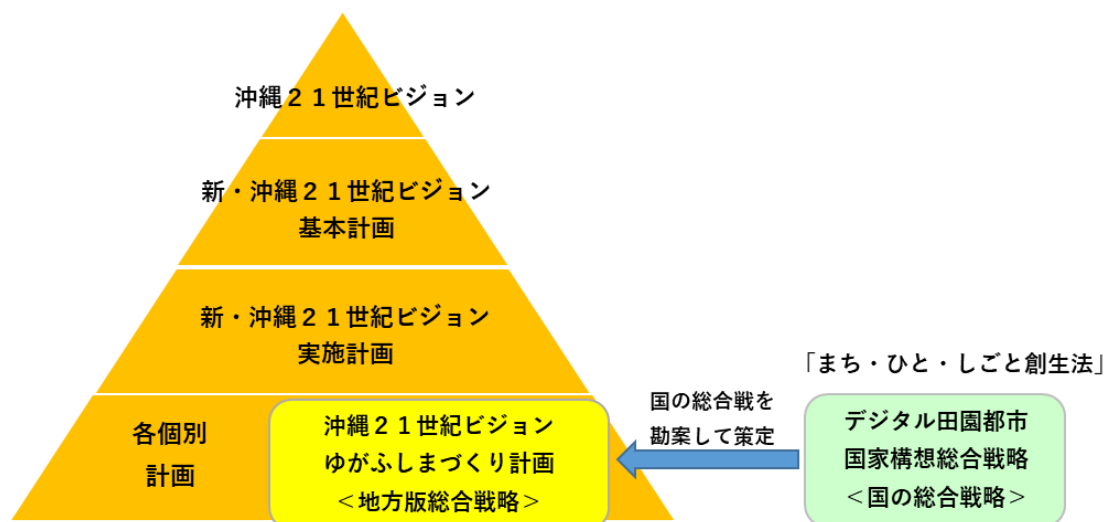 沖縄２１世紀ビジョン
新・沖縄２１世紀ビジョン
基本計画
新・沖縄２１世紀ビジョン
実施計画
各個別
計画
沖縄２１世紀ビジョン
ゆがふしまづくり計画
＜地方版総合戦略＞
国の総合戦を
勘案して策定
「まち・ひと・しごと創生法」
デジタル田園都市
国家構想総合戦略
＜国の総合戦略＞